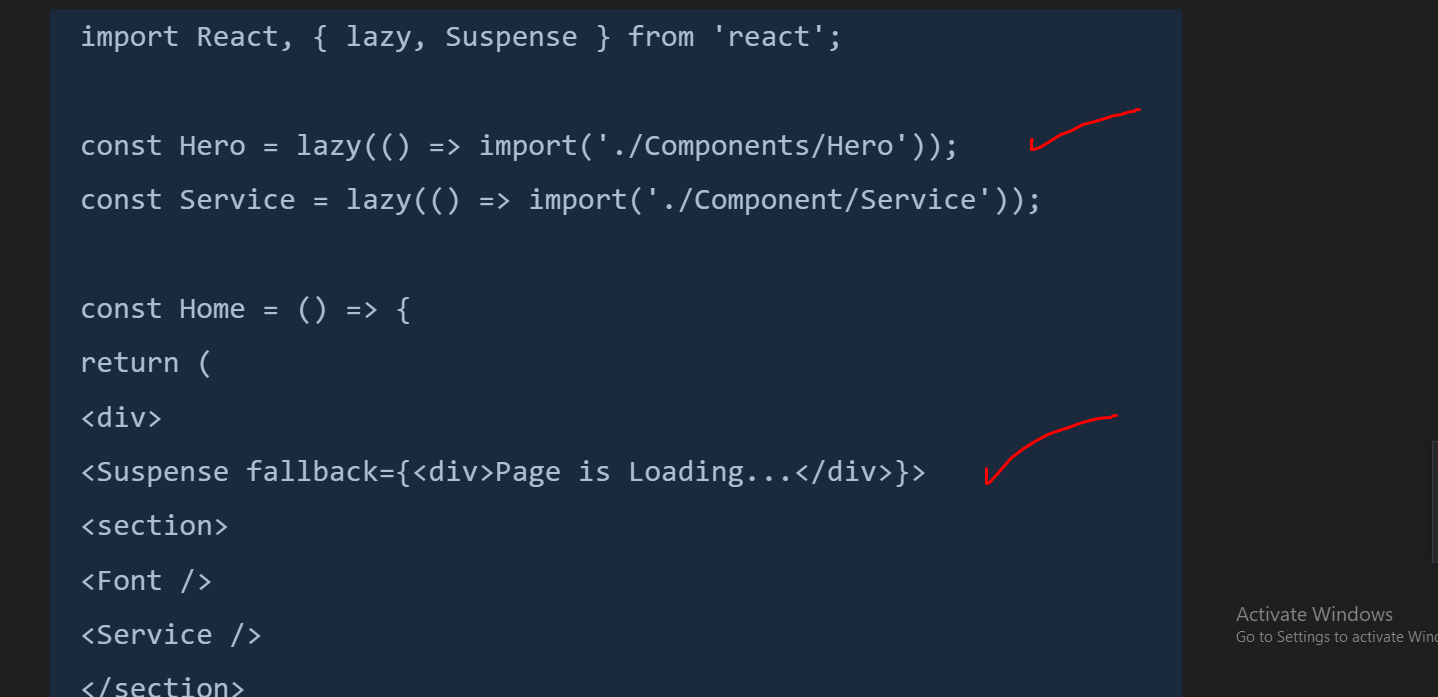 import React, { lazy, Suspense } from 'react';
const Hero = lazy(() => import('./Components/Hero'));
const Service = lazy(() => import('./Component/Service'));
const Home = () => {
return (
<div>
<Suspense fallback={<div>Page is Loading...</div>}>
<section>
<Font />
<Service />
</section>
Activate Windows
Go to Settings to activate Win